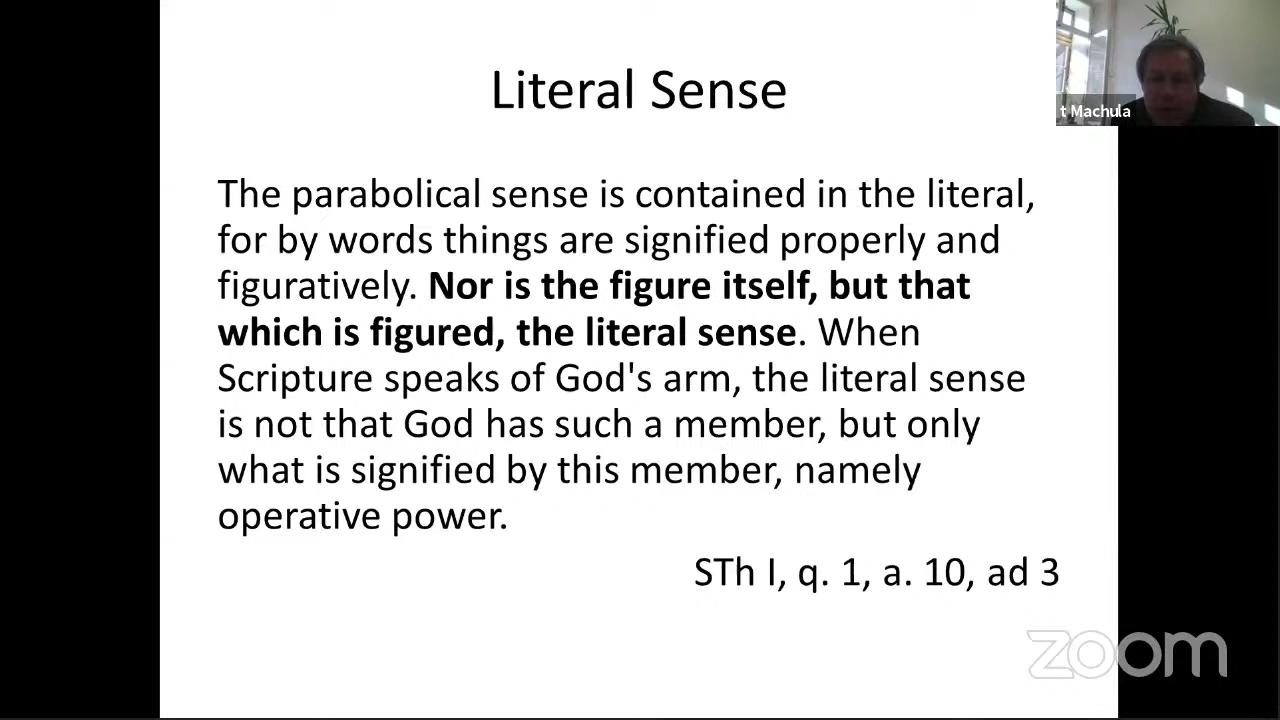 Literal Sense
t Machula
The parabolical sense is contained in the literal,
for by words things are signified properly and
figuratively. Nor is the figure itself, but that
which is figured, the literal sense. When
Scripture speaks of God's arm, the literal sense
is not that God has such a member, but only
what is signified by this member, namely
operative power.
STh I, q. 1, a. 10, ad 3
zoom